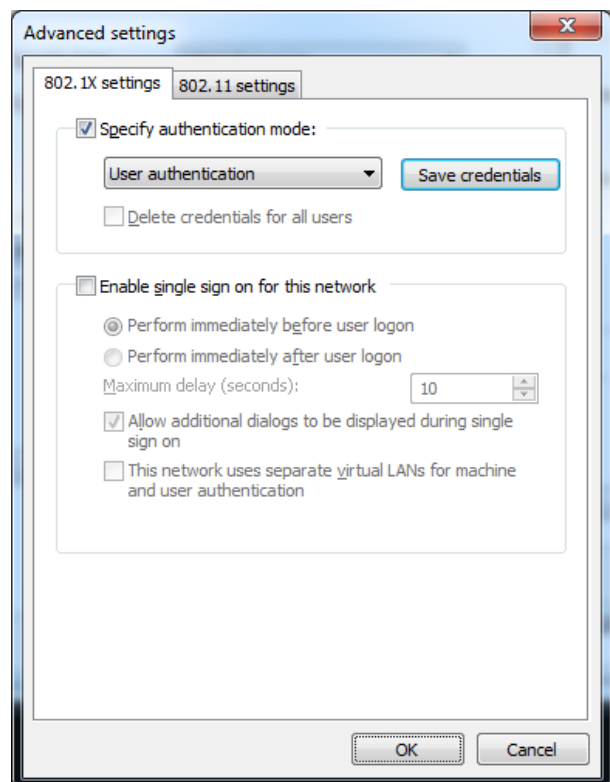 Advanced settings
802.1X settings
802.11 settings
Specify authentication mode:
User authentication
Save credentials
Delete credentials for all users
Enable single sign on for this network
Perform immediately before user logon
Perform immediately after user logon
Maximum delay (seconds):
10
Allow additional dialogs to be displayed during single
sign on
This network uses separate virtual LANs for machine
and user authentication
OK
Cancel